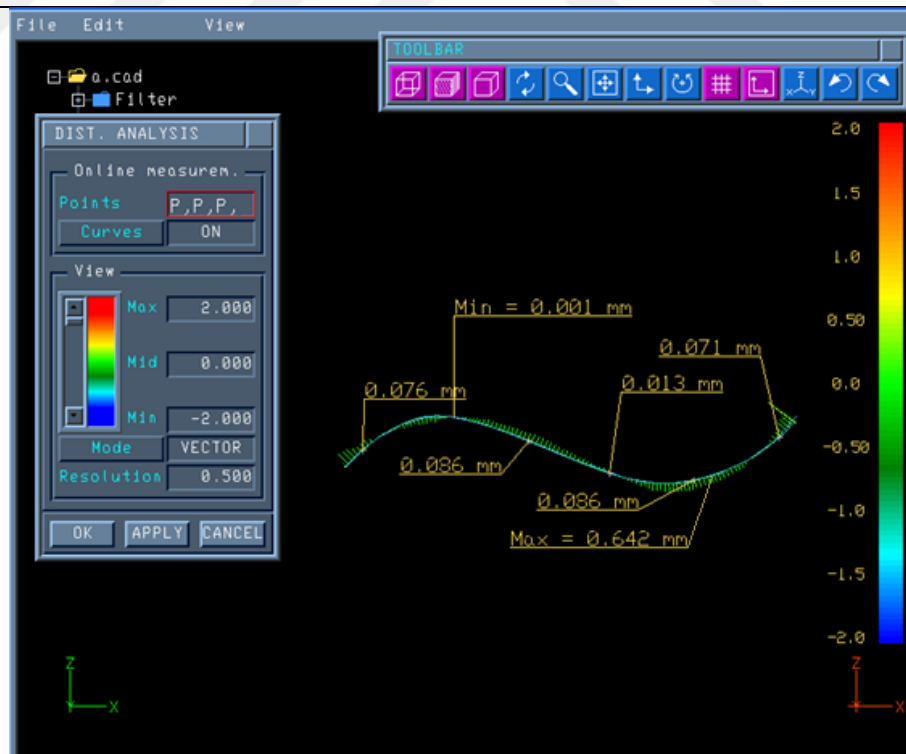 File Edit View
TOOLBAR
a.cad
Filter
DIST. ANALYSIS
Online measurem.
Points P,P,P,
Curves ON
View
Max 2.000
Mid 0.000
Min -2.000
Mode VECTOR
Resolution 0.500
OK APPLY CANCEL
Min = 0.001 mm
0.071 mm
0.076 mm
0.013 mm
0.086 mm
0.086 mm
Max = 0.642 mm
2.0
1.5
1.0
0.50
0.0
-0.50
-1.0
-1.5
-2.0
Z
X
Z
X